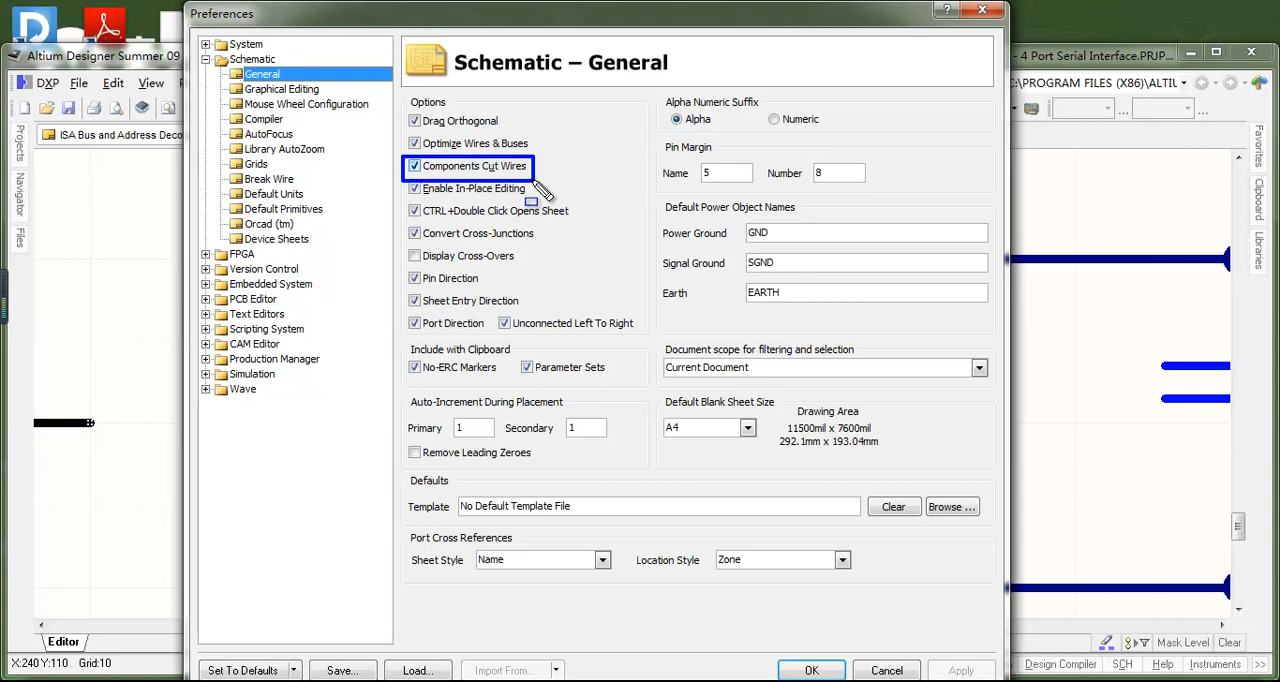 Preferences
Altium Designer Summer 09
- 4 Port Serial Interface.PRJP...
DXP File Edit View
C:\PROGRAM FILES (X86)\ALTIU
ISA Bus and Address Deco
Projects
Navigator
Files
Favorites
Clipboard
Libraries
System
Schematic
General
Graphical Editing
Mouse Wheel Configuration
Compiler
AutoFocus
Library AutoZoom
Grids
Break Wire
Default Units
Default Primitives
Orcad (tm)
Device Sheets
FPGA
Version Control
Embedded System
PCB Editor
Text Editors
Scripting System
CAM Editor
Production Manager
Simulation
Wave
Schematic – General
Options
Drag Orthogonal
Optimize Wires & Buses
Components Cut Wires
Enable In-Place Editing
CTRL+Double Click Opens Sheet
Convert Cross-Junctions
Display Cross-Overs
Pin Direction
Sheet Entry Direction
Port Direction Unconnected Left To Right
Include with Clipboard
No-ERC Markers Parameter Sets
Auto-Increment During Placement
Primary 1 Secondary 1
Remove Leading Zeroes
Alpha Numeric Suffix
Alpha Numeric
Pin Margin
Name 5 Number 8
Default Power Object Names
Power Ground GND
Signal Ground SGND
Earth EARTH
Document scope for filtering and selection
Current Document
Default Blank Sheet Size
A4
Drawing Area
11500mil x 7600mil
292.1mm x 193.04mm
Defaults
Template No Default Template File Clear Browse ...
Port Cross References
Sheet Style Name Location Style Zone
Set To Defaults Save... Load... Import From... OK Cancel Apply
Editor
X:240 Y:110 Grid:10
Mask Level Clear
Design Compiler SCH Help Instruments >>